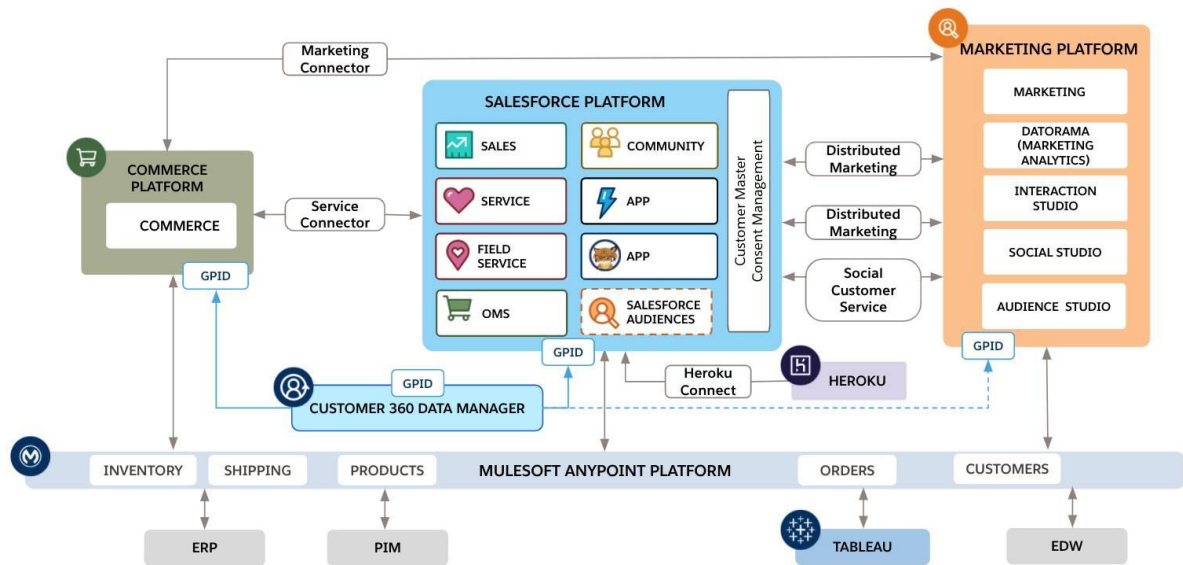 Marketing
Connector
MARKETING PLATFORM
MARKETING
DATORAMA
(MARKETING
ANALYTICS)
INTERACTION
STUDIO
SOCIAL STUDIO
AUDIENCE STUDIO
GPID
SALESFORCE PLATFORM
SALES
COMMUNITY
SERVICE
APP
FIELD
SERVICE
APP
OMS
SALESFORCE
AUDIENCES
Customer Master
Consent Management
GPID
Distributed
Marketing
Distributed
Marketing
Social
Customer
Service
COMMERCE
PLATFORM
COMMERCE
GPID
Service
Connector
Heroku
Connect
HEROKU
GPID
CUSTOMER 360 DATA MANAGER
INVENTORY
SHIPPING
PRODUCTS
MULESOFT ANYPOINT PLATFORM
ORDERS
CUSTOMERS
ERP
PIM
TABLEAU
EDW